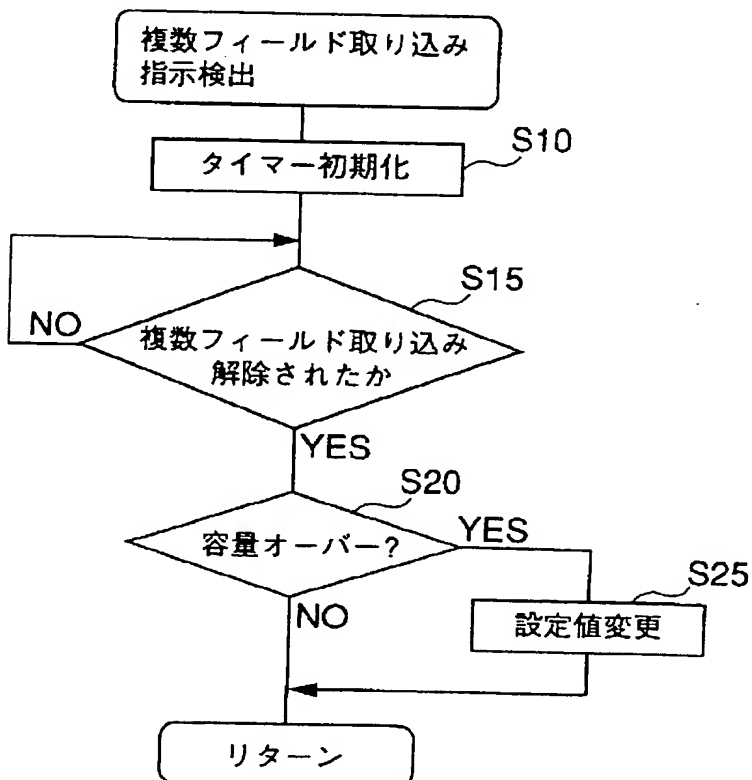 複数フィールド取り込み
指示検出
S10
タイマー初期化
S15
NO
複数フィールド取り込み
解除されたか
YES
S20
容量オーバー?
YES
S25
NO
設定値変更
リターン